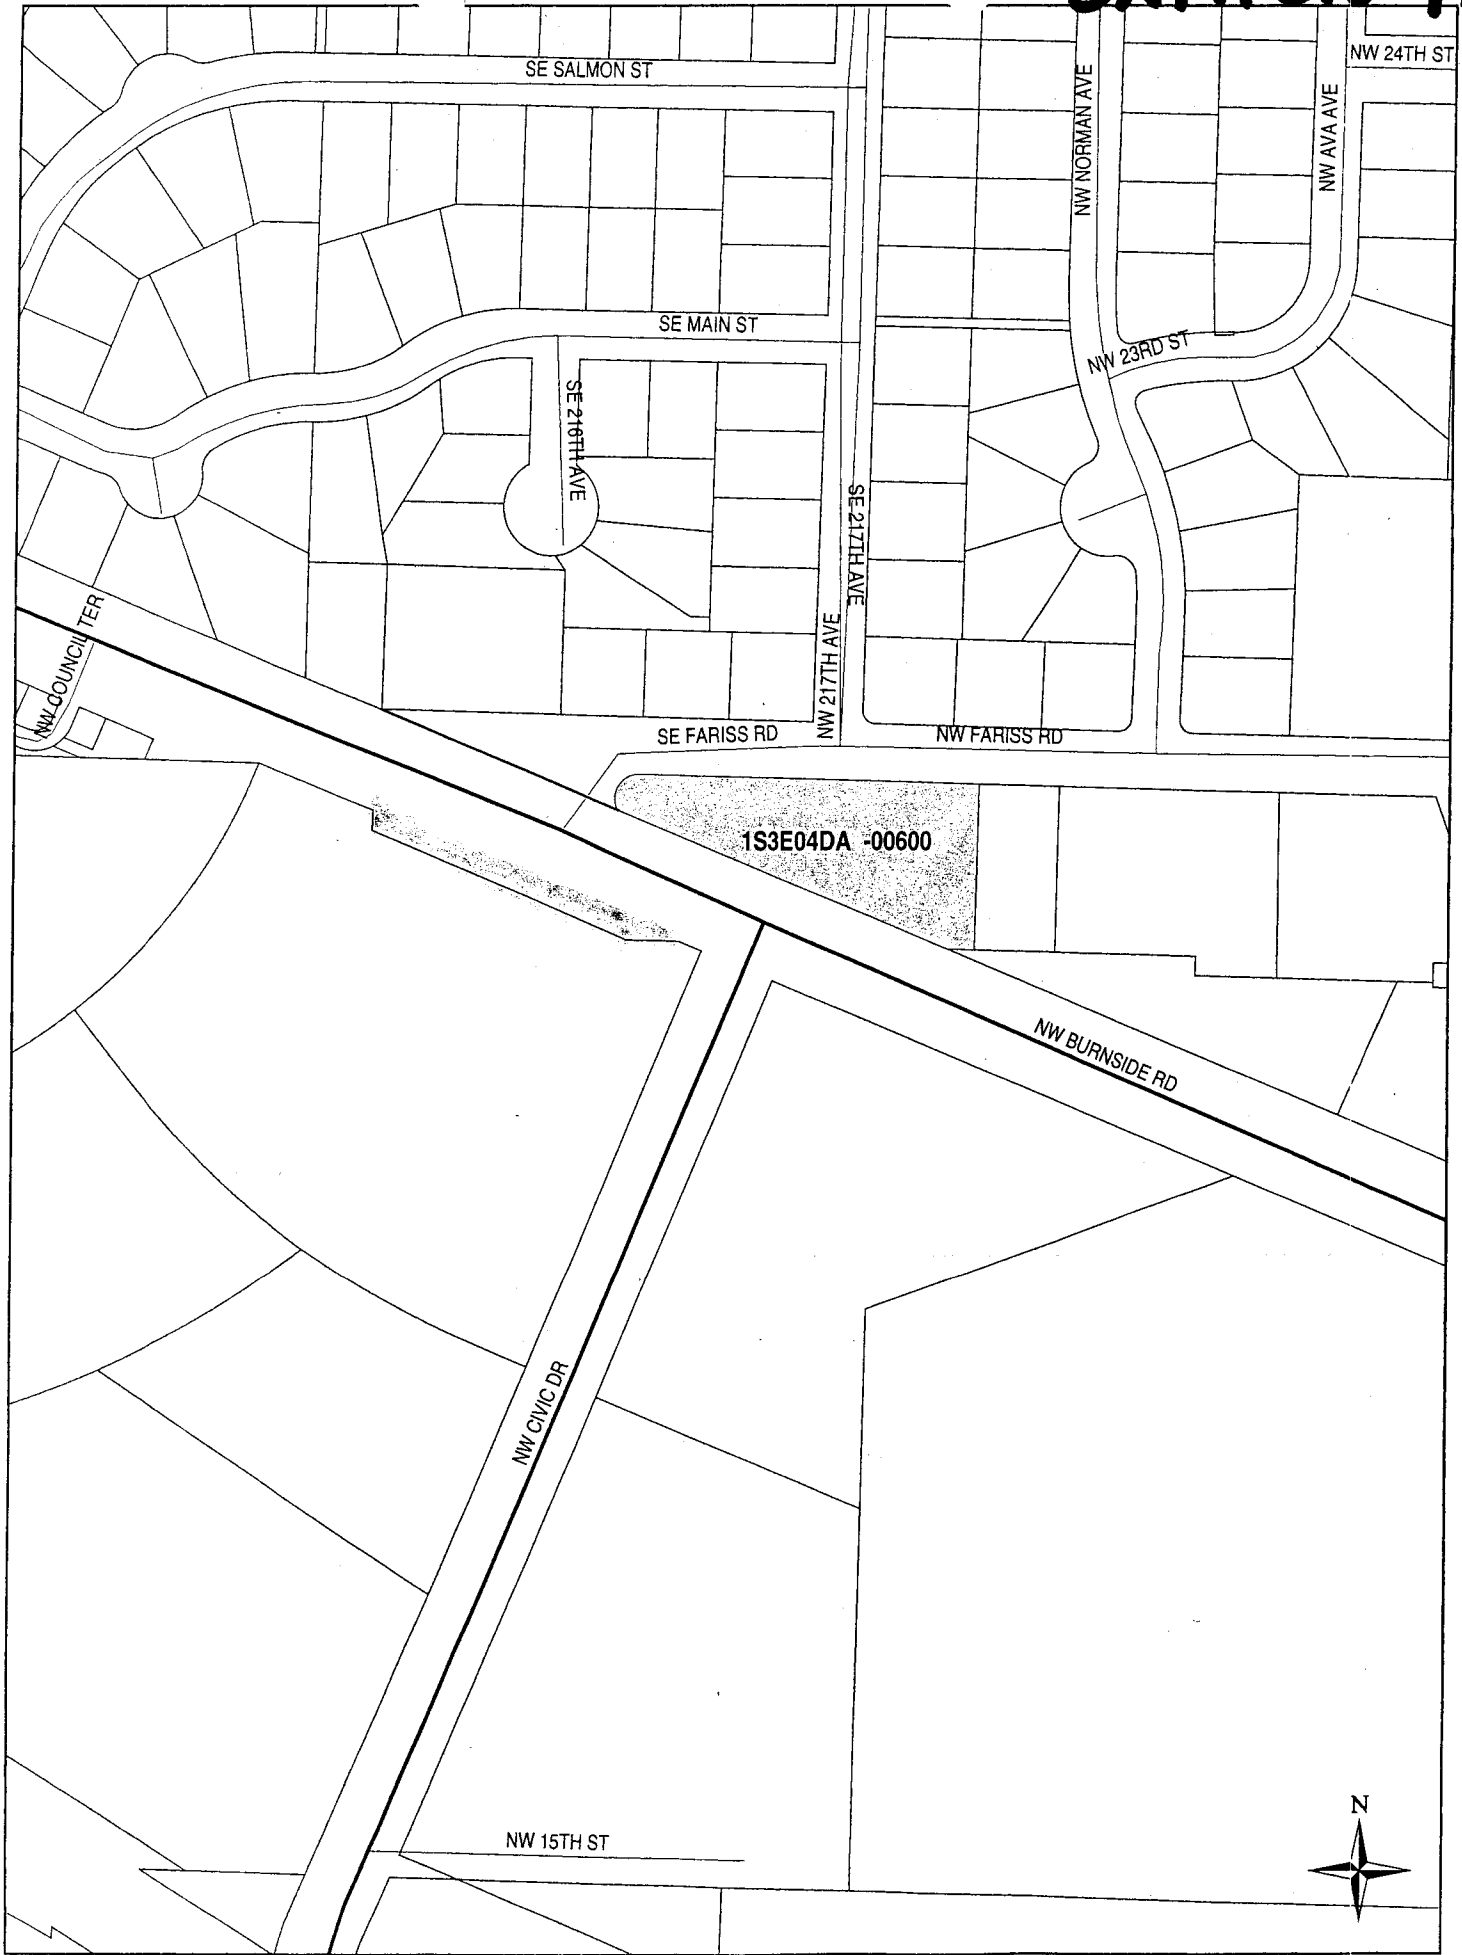 NW 24TH ST
SE SALMON ST
NW NORMAN AVE
NW AVA AVE
SE MAIN ST
NW 23RD ST
SE 216TH AVE
SE 217TH AVE
NW COUNCIL TER
NW 217TH AVE
SE FARISS RD
NW FARISS RD
1S3E04DA -00600
NW BURNSIDE RD
NW CIVIC DR
N
NW 15TH ST